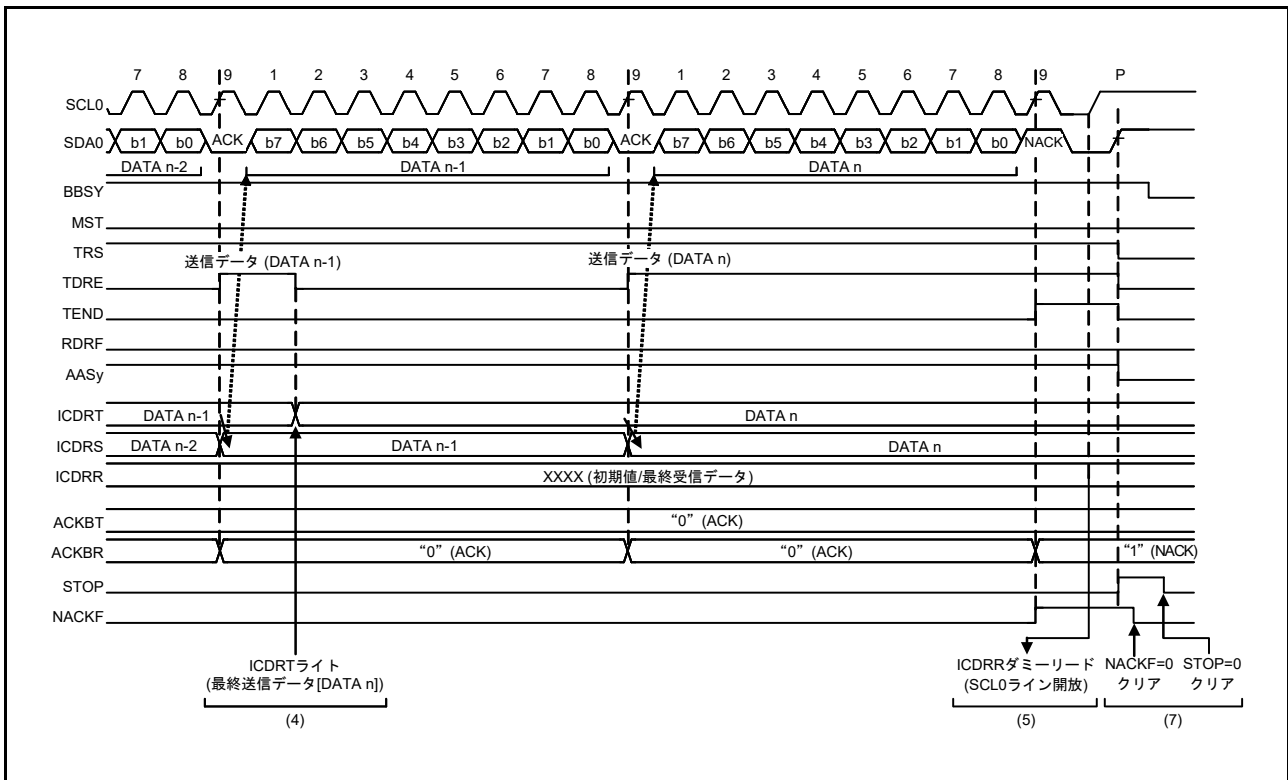 7 8 9 1 2 3 4 5 6 7 8 9 1 2 3 4 5 6 7 8 9 P
SCL0
SDA0 b1 b0 ACK b7 b6 b5 b4 b3 b2 b1 b0 ACK b7 b6 b5 b4 b3 b2 b1 b0 NACK
DATA n-2 DATA n-1 DATA n
BBSY
MST
TRS
送信データ (DATA n-1) 送信データ (DATA n)
TDRE
TEND
RDRF
AASy
ICDRT DATA n-1 DATA n
ICDRS DATA n-2 DATA n-1 DATA n
ICDRR XXXX (初期値/最終受信データ)
ACKBT “0” (ACK)
ACKBR “0” (ACK) “0” (ACK) “1” (NACK)
STOP
NACKF
ICDRTライト ICDRRダミーリード NACKF=0 STOP=0
(最終送信データ[DATA n]) (SCL0ライン開放) クリア クリア
(4) (5) (7)